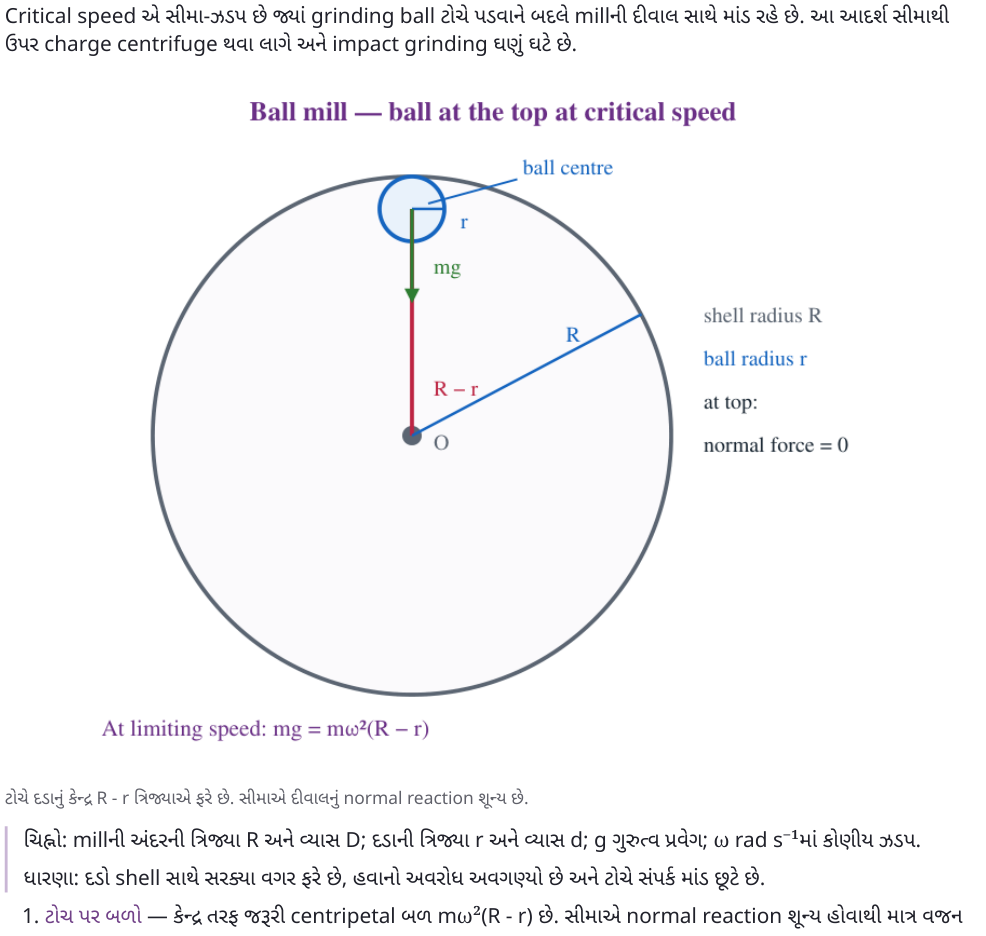 Critical speed એ સીમા-ઝડપ છે જ્યાં grinding ball ટોચે પડવાને બદલે millની દીવાલ સાથે માંડ રહે છે. આ આદર્શ સીમાથી
ઉપર charge centrifuge થવા લાગે અને impact grinding ઘણું ઘટે છે.
Ball mill — ball at the top at critical speed
ball centre
r
mg
R
shell radius R
ball radius r
R – r
at top:
O
normal force = 0
At limiting speed: mg = mω²(R – r)
ટોચે દડાનું કેન્દ્ર R - r ત્રિજ્યાએ ફરે છે. સીમાએ દીવાલનું normal reaction શૂન્ય છે.
ચિહ્નો: millની અંદરની ત્રિજ્યા R અને વ્યાસ D; દડાની ત્રિજ્યા r અને વ્યાસ d; g ગુરુત્વ પ્રવેગ; ω rad s⁻¹માં કોણીય ઝડપ.
ધારણા: દડો shell સાથે સરક્યા વગર ફરે છે, હવાનો અવરોધ અવગણ્યો છે અને ટોચે સંપર્ક માંડ છૂટે છે.
1. ટોચ પર બળો — કેન્દ્ર તરફ જરૂરી centripetal બળ mω²(R - r) છે. સીમાએ normal reaction શૂન્ય હોવાથી માત્ર વજન